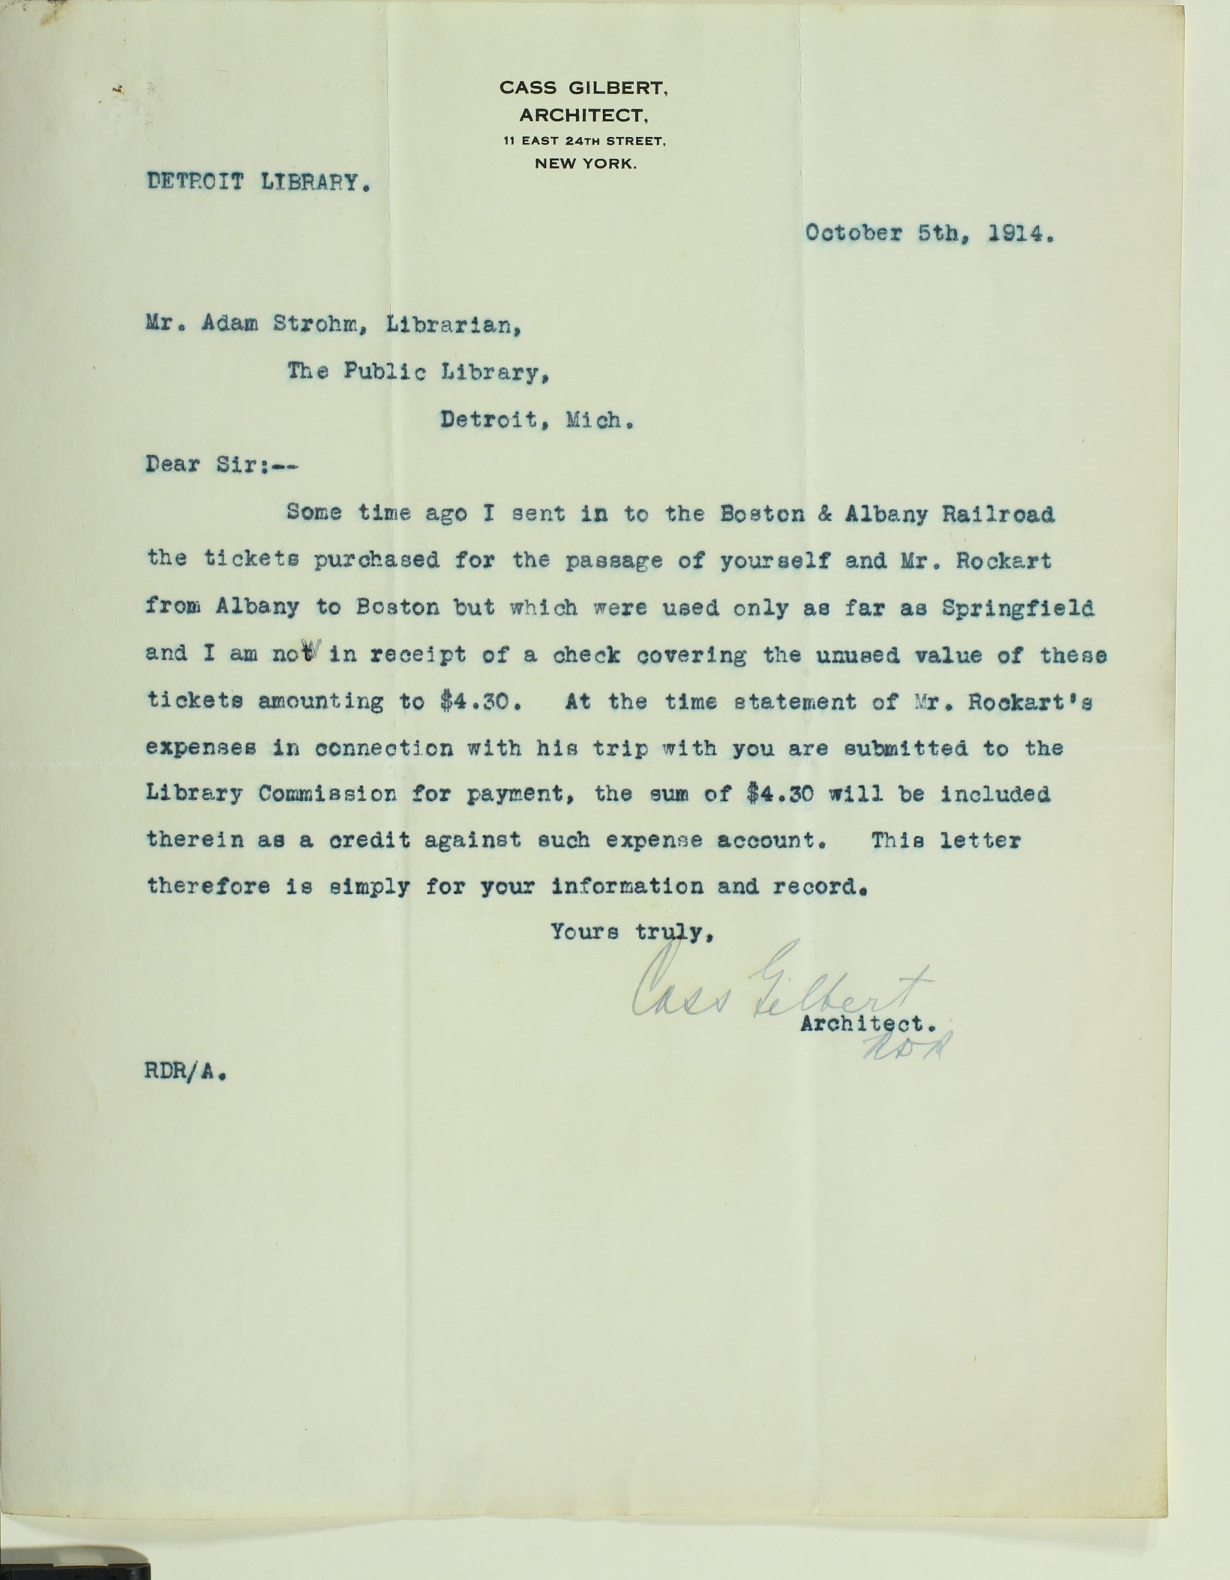 CASS GILBERT,
ARCHITECT,
11 EAST 24TH STREET,
NEW YORK.
DETROIT LIBRARY.
October 5th, 1914.
Mr. Adam Strohm, Librarian,
The Public Library,
Detroit, Mich.
Dear Sir:--
Some time ago I sent in to the Boston & Albany Railroad
the tickets purchased for the passage of yourself and Mr. Rockart
from Albany to Boston but which were used only as far as Springfield
and I am now in receipt of a check covering the unused value of these
tickets amounting to $4.30. At the time statement of Mr. Rockart's
expenses in connection with his trip with you are submitted to the
Library Commission for payment, the sum of $4.30 will be included
therein as a credit against such expense account. This letter
therefore is simply for your information and record.
Yours truly,
Cass Gilbert
Architect.
RDR
RDR/A.